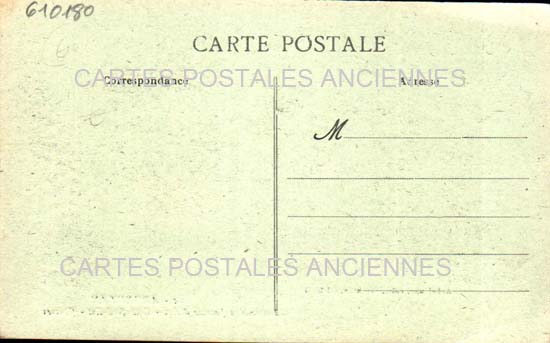 610180
CARTE POSTALE
CARTES POSTALES ANCIENNES
Correspondance Adresse
M
CARTES POSTALES ANCIENNES